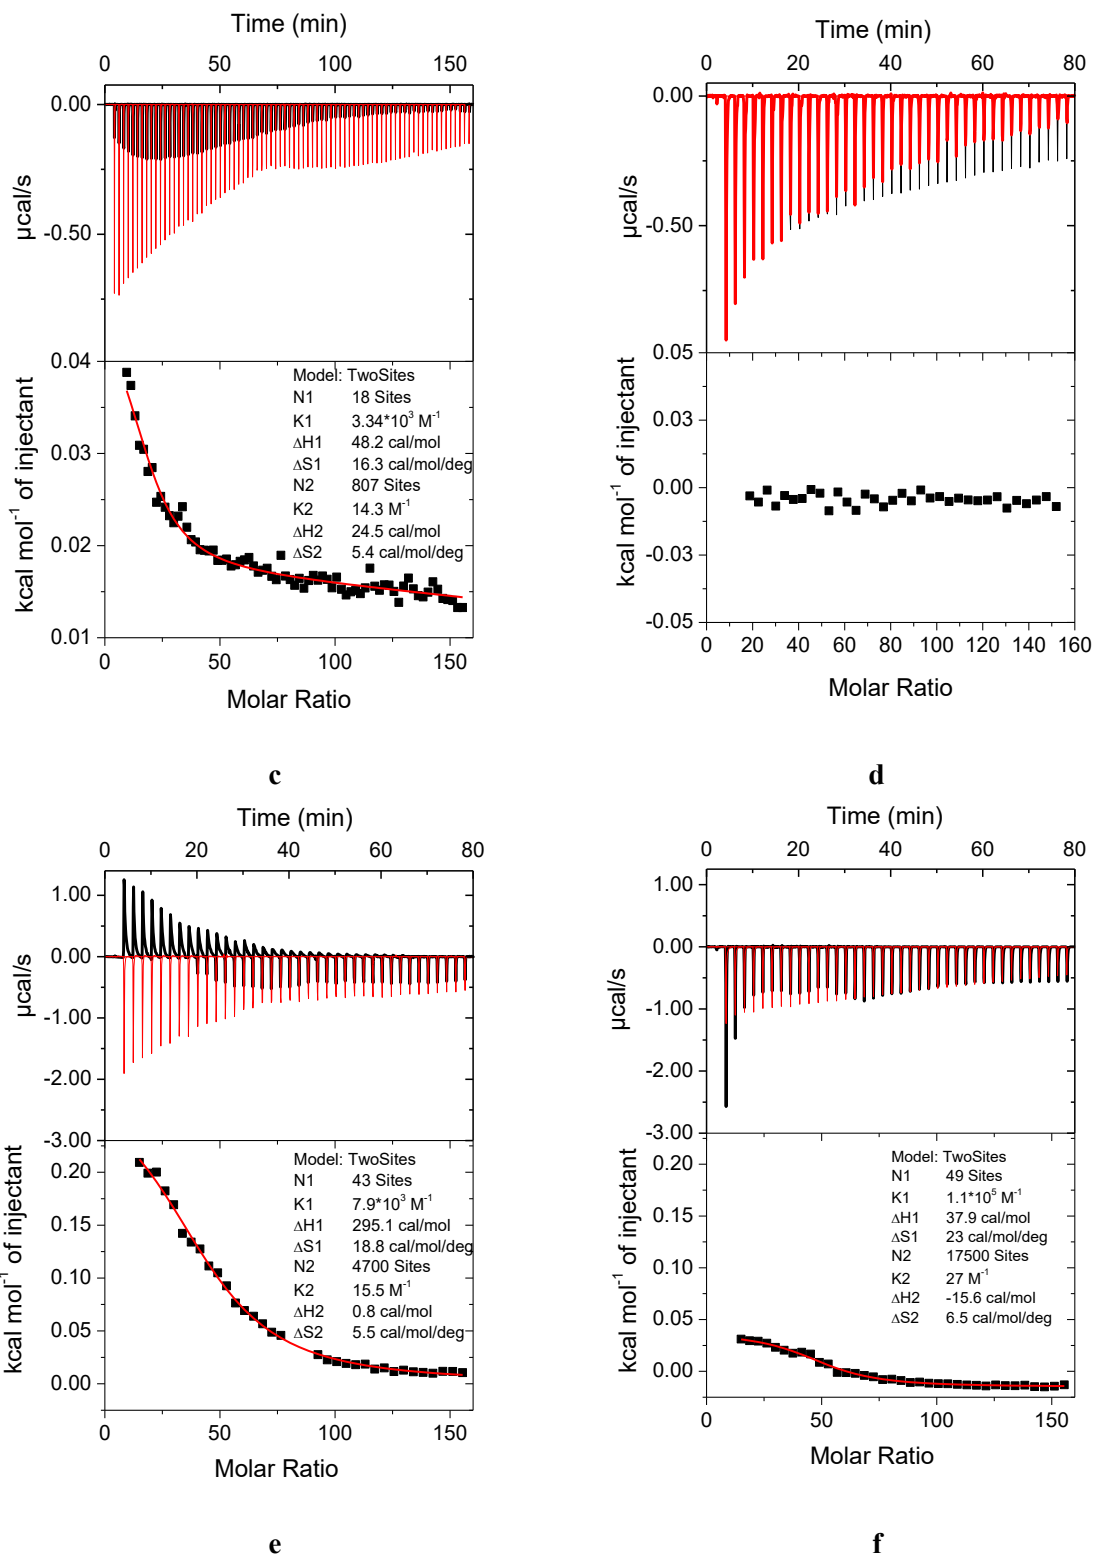 Time (min)
0 50 100 150
0.00
-0.50
µcal/s
0.04
0.03
0.02
0.01
kcal mol⁻¹ of injectant
Model: TwoSites
N1 18 Sites
K1 3.34*10³ M⁻¹
ΔH1 48.2 cal/mol
ΔS1 16.3 cal/mol/deg
N2 807 Sites
K2 14.3 M⁻¹
ΔH2 24.5 cal/mol
ΔS2 5.4 cal/mol/deg
0 50 100 150
Molar Ratio
c
Time (min)
0 20 40 60 80
0.00
-0.50
µcal/s
0.05
0.03
0.00
-0.03
-0.05
kcal mol⁻¹ of injectant
0 20 40 60 80 100 120 140 160
Molar Ratio
d
Time (min)
0 20 40 60 80
1.00
0.00
-1.00
-2.00
-3.00
µcal/s
0.20
0.15
0.10
0.05
0.00
kcal mol⁻¹ of injectant
Model: TwoSites
N1 43 Sites
K1 7.9*10³ M⁻¹
ΔH1 295.1 cal/mol
ΔS1 18.8 cal/mol/deg
N2 4700 Sites
K2 15.5 M⁻¹
ΔH2 0.8 cal/mol
ΔS2 5.5 cal/mol/deg
0 50 100 150
Molar Ratio
e
Time (min)
0 20 40 60 80
1.00
0.00
-1.00
-2.00
-3.00
µcal/s
0.20
0.15
0.10
0.05
0.00
kcal mol⁻¹ of injectant
Model: TwoSites
N1 49 Sites
K1 1.1*10⁵ M⁻¹
ΔH1 37.9 cal/mol
ΔS1 23 cal/mol/deg
N2 17500 Sites
K2 27 M⁻¹
ΔH2 -15.6 cal/mol
ΔS2 6.5 cal/mol/deg
0 50 100 150
Molar Ratio
f